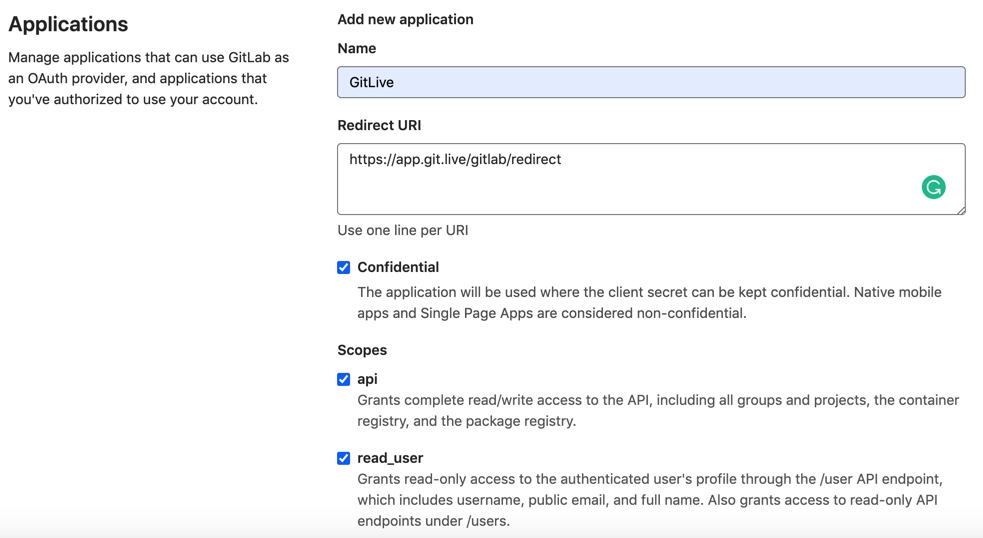 Applications
Manage applications that can use GitLab as
an OAuth provider, and applications that
you've authorized to use your account.
Add new application
Name
GitLive
Redirect URI
https://app.git.live/gitlab/redirect
Use one line per URI
Confidential
The application will be used where the client secret can be kept confidential. Native mobile
apps and Single Page Apps are considered non-confidential.
Scopes
api
Grants complete read/write access to the API, including all groups and projects, the container
registry, and the package registry.
read_user
Grants read-only access to the authenticated user's profile through the /user API endpoint,
which includes username, public email, and full name. Also grants access to read-only API
endpoints under /users.